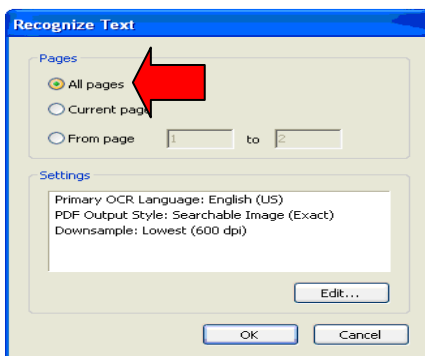 Recognize Text
Pages
All pages
Current page
From page 1 to 2
Settings
Primary OCR Language: English (US)
PDF Output Style: Searchable Image (Exact)
Downsample: Lowest (600 dpi)
Edit...
OK Cancel